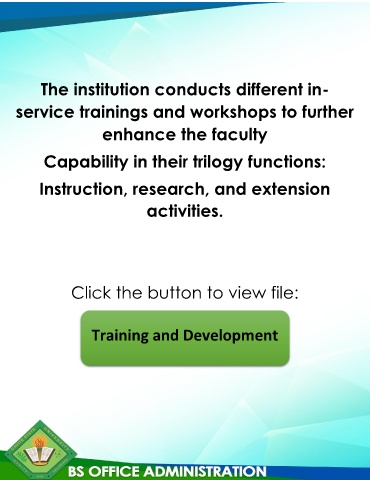 The institution conducts different in-
service trainings and workshops to further
enhance the faculty
Capability in their trilogy functions:
Instruction, research, and extension
activities.
Click the button to view file:
Training and Development
BS OFFICE ADMINISTRATION